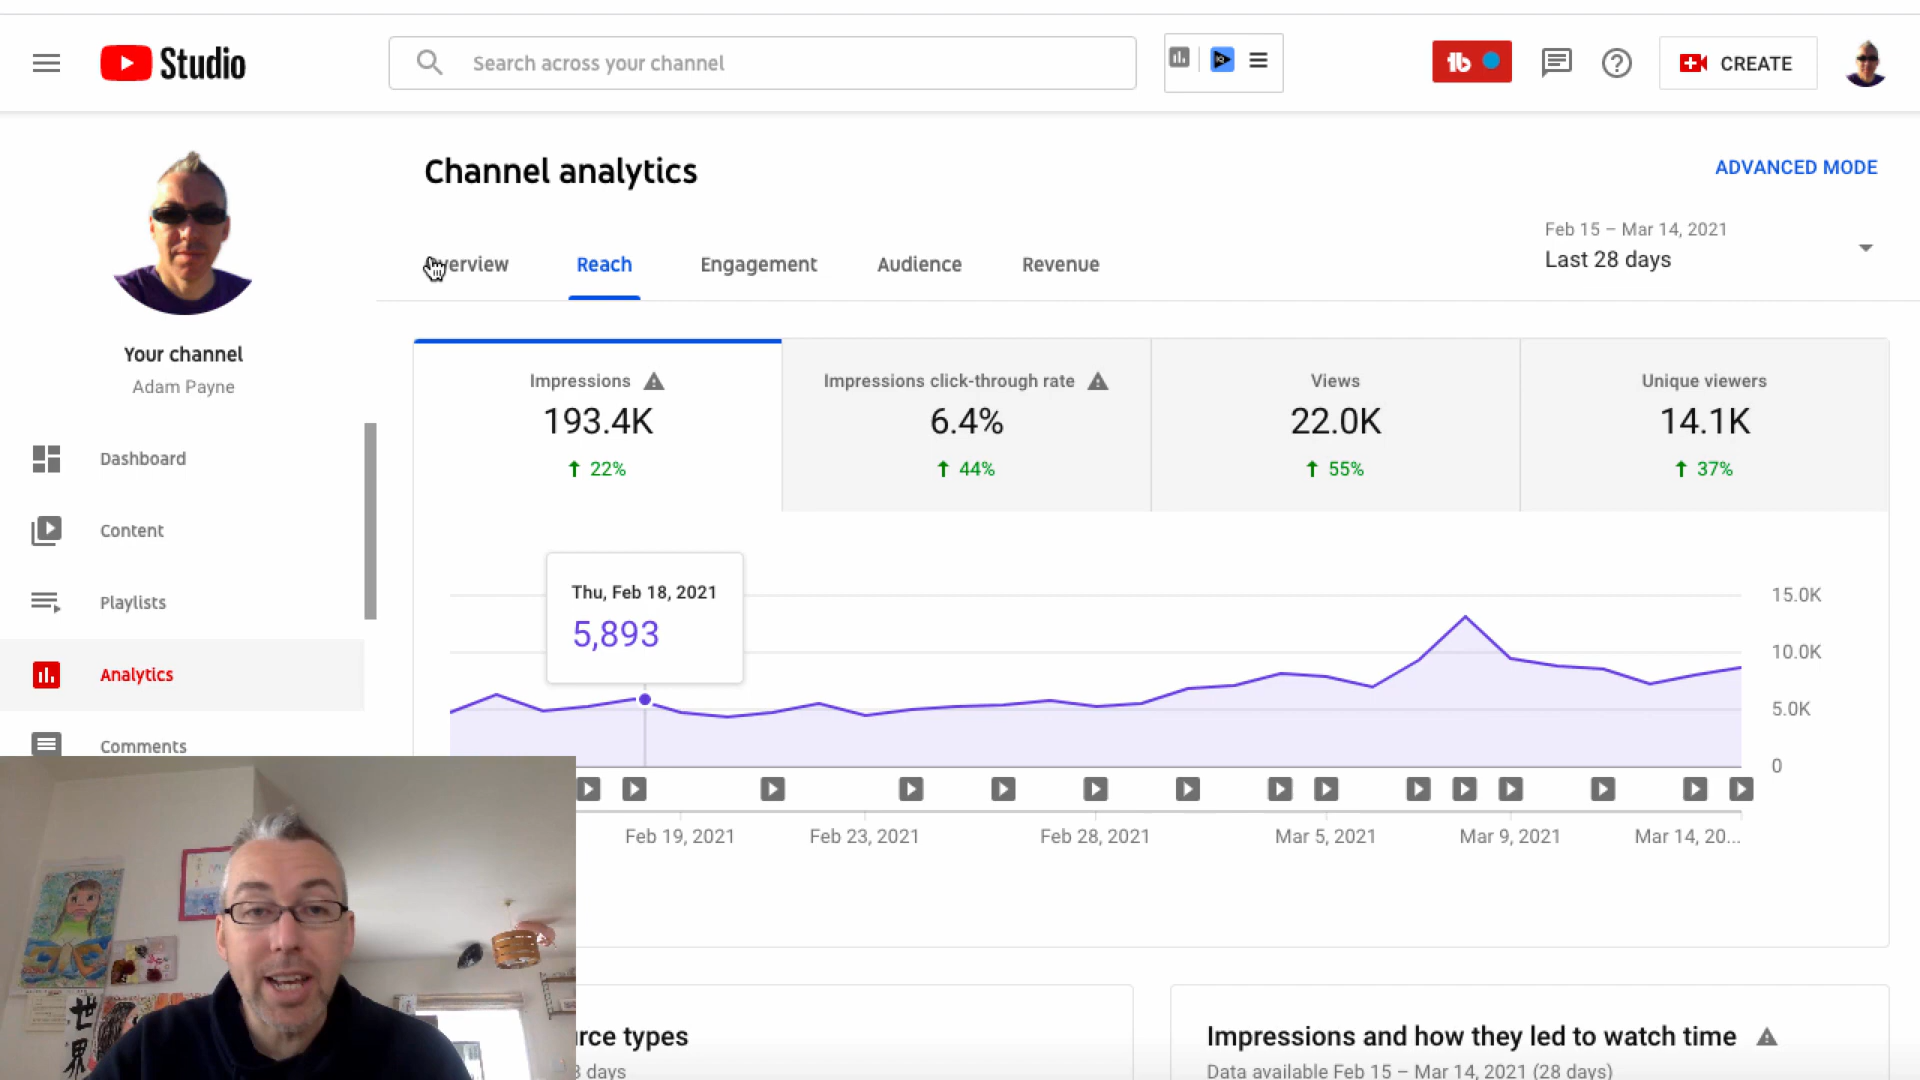 Studio
Search across your channel
CREATE
Channel analytics
ADVANCED MODE
Feb 15 – Mar 14, 2021
Last 28 days
verview
Reach
Engagement
Audience
Revenue
Your channel
Adam Payne
Dashboard
Content
Playlists
Analytics
Comments
Impressions
193.4K
22%
Impressions click-through rate
6.4%
44%
Views
22.0K
55%
Unique viewers
14.1K
37%
Thu, Feb 18, 2021
5,893
15.0K
10.0K
5.0K
0
Feb 19, 2021
Feb 23, 2021
Feb 28, 2021
Mar 5, 2021
Mar 9, 2021
Mar 14, 20...
世
界
rce types
days
Impressions and how they led to watch time
Data available Feb 15 – Mar 14, 2021 (28 days)